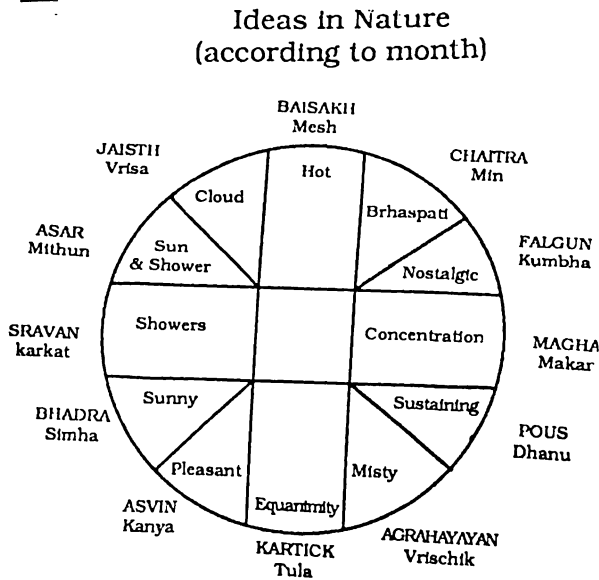 Ideas in Nature
(according to month)
BAISAKH
Mesh
JAISTH
Vrisa
CHAITRA
Min
Hot
Cloud
Brhaspati
ASAR
Mithun
Sun
& Shower
FALGUN
Kumbha
Nostalgic
SRAVAN
karkat
Showers
Concentration
MAGHA
Makar
BHADRA
Simha
Sunny
Sustaining
POUS
Dhanu
Pleasant
Misty
ASVIN
Kanya
Equanimity
KARTICK
Tula
AGRAHAYAYAN
Vrischik